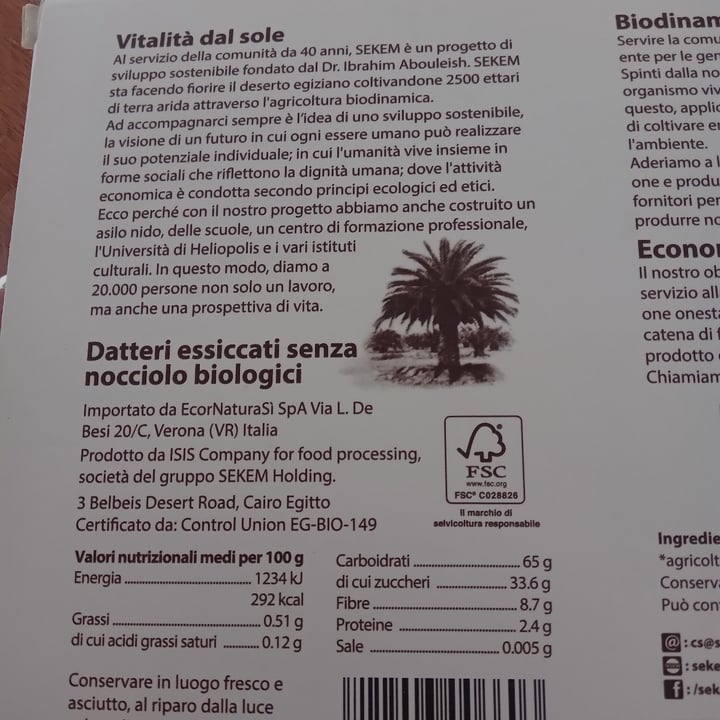 Vitalità dal sole
Al servizio della comunità da 40 anni, SEKEM è un progetto di
sviluppo sostenibile fondato dal Dr. Ibrahim Abouleish. SEKEM
sta facendo fiorire il deserto egiziano coltivandone 2500 ettari
di terra arida attraverso l'agricoltura biodinamica.
Ad accompagnarci sempre è l'idea di uno sviluppo sostenibile,
la visione di un futuro in cui ogni essere umano può realizzare
il suo potenziale individuale; in cui l'umanità vive insieme in
forme sociali che riflettono la dignità umana; dove l'attività
economica è condotta secondo principi ecologici ed etici.
Ecco perché con il nostro progetto abbiamo anche costruito un
asilo nido, delle scuole, un centro di formazione professionale,
l'Università di Heliopolis e i vari istituti
culturali. In questo modo, diamo a
20.000 persone non solo un lavoro,
ma anche una prospettiva di vita.
Datteri essiccati senza
nocciolo biologici
Importato da EcorNaturaSì SpA Via L. De
Besi 20/C, Verona (VR) Italia
Prodotto da ISIS Company for food processing,
società del gruppo SEKEM Holding.
3 Belbeis Desert Road, Cairo Egitto
Certificato da: Control Union EG-BIO-149
FSC
www.fsc.org
FSC® C028826
Il marchio di
selvicoltura responsabile
Valori nutrizionali medi per 100 g
Energia ........................... 1234 kJ
292 kcal
Grassi ................................ 0.51 g
di cui acidi grassi saturi .......... 0.12 g
Carboidrati ........................ 65 g
di cui zuccheri .................. 33.6 g
Fibre ................................ 8.7 g
Proteine .......................... 2.4 g
Sale ............................... 0.005 g
Conservare in luogo fresco e
asciutto, al riparo dalla luce
Biodinam
Servire la comu
ente per le gen
Spinti dalla no
organismo viv
questo, applic
di coltivare e
l'ambiente.
Aderiamo a l
one e produ
fornitori per
produrre no
Econo
Il nostro ob
servizio all
one onest
catena di f
prodotto
Chiamiam
Ingredie
*agricolt
Conserv
Può con
@ : cs@s
: seke
f : /sek